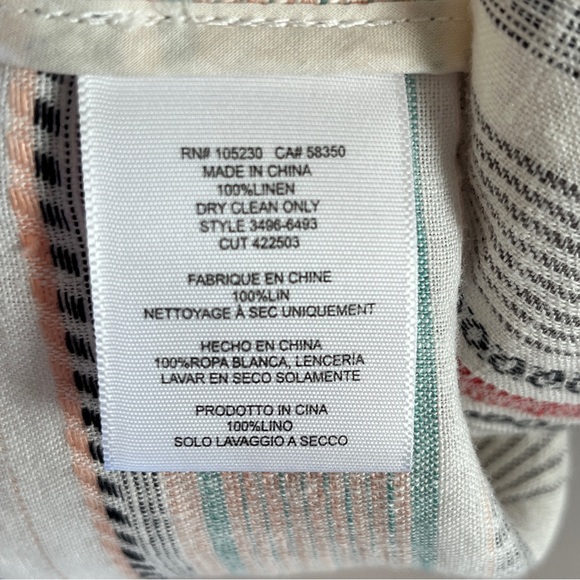 RN# 105230 CA# 58350
MADE IN CHINA
100%LINEN
DRY CLEAN ONLY
STYLE 3496-6493
CUT 422503
FABRIQUE EN CHINE
100%LIN
NETTOYAGE À SEC UNIQUEMENT
HECHO EN CHINA
100%ROPA BLANCA, LENCERÍA
LAVAR EN SECO SOLAMENTE
PRODOTTO IN CINA
100%LINO
SOLO LAVAGGIO A SECCO